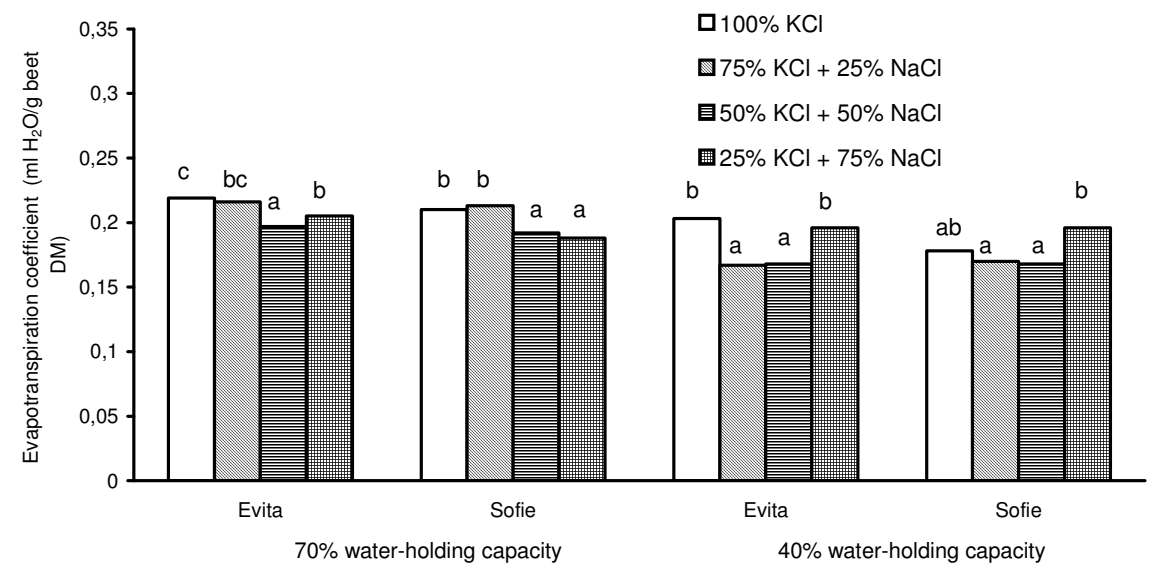 Evapotranspiration coefficient (ml H₂O/g beet
DM)
0,35
0,3
0,25
0,2
0,15
0,1
0,05
0
100% KCl
75% KCl + 25% NaCl
50% KCl + 50% NaCl
25% KCl + 75% NaCl
c bc a b
b b a a
b a a b
ab a a b
Evita Sofie Evita Sofie
70% water-holding capacity 40% water-holding capacity